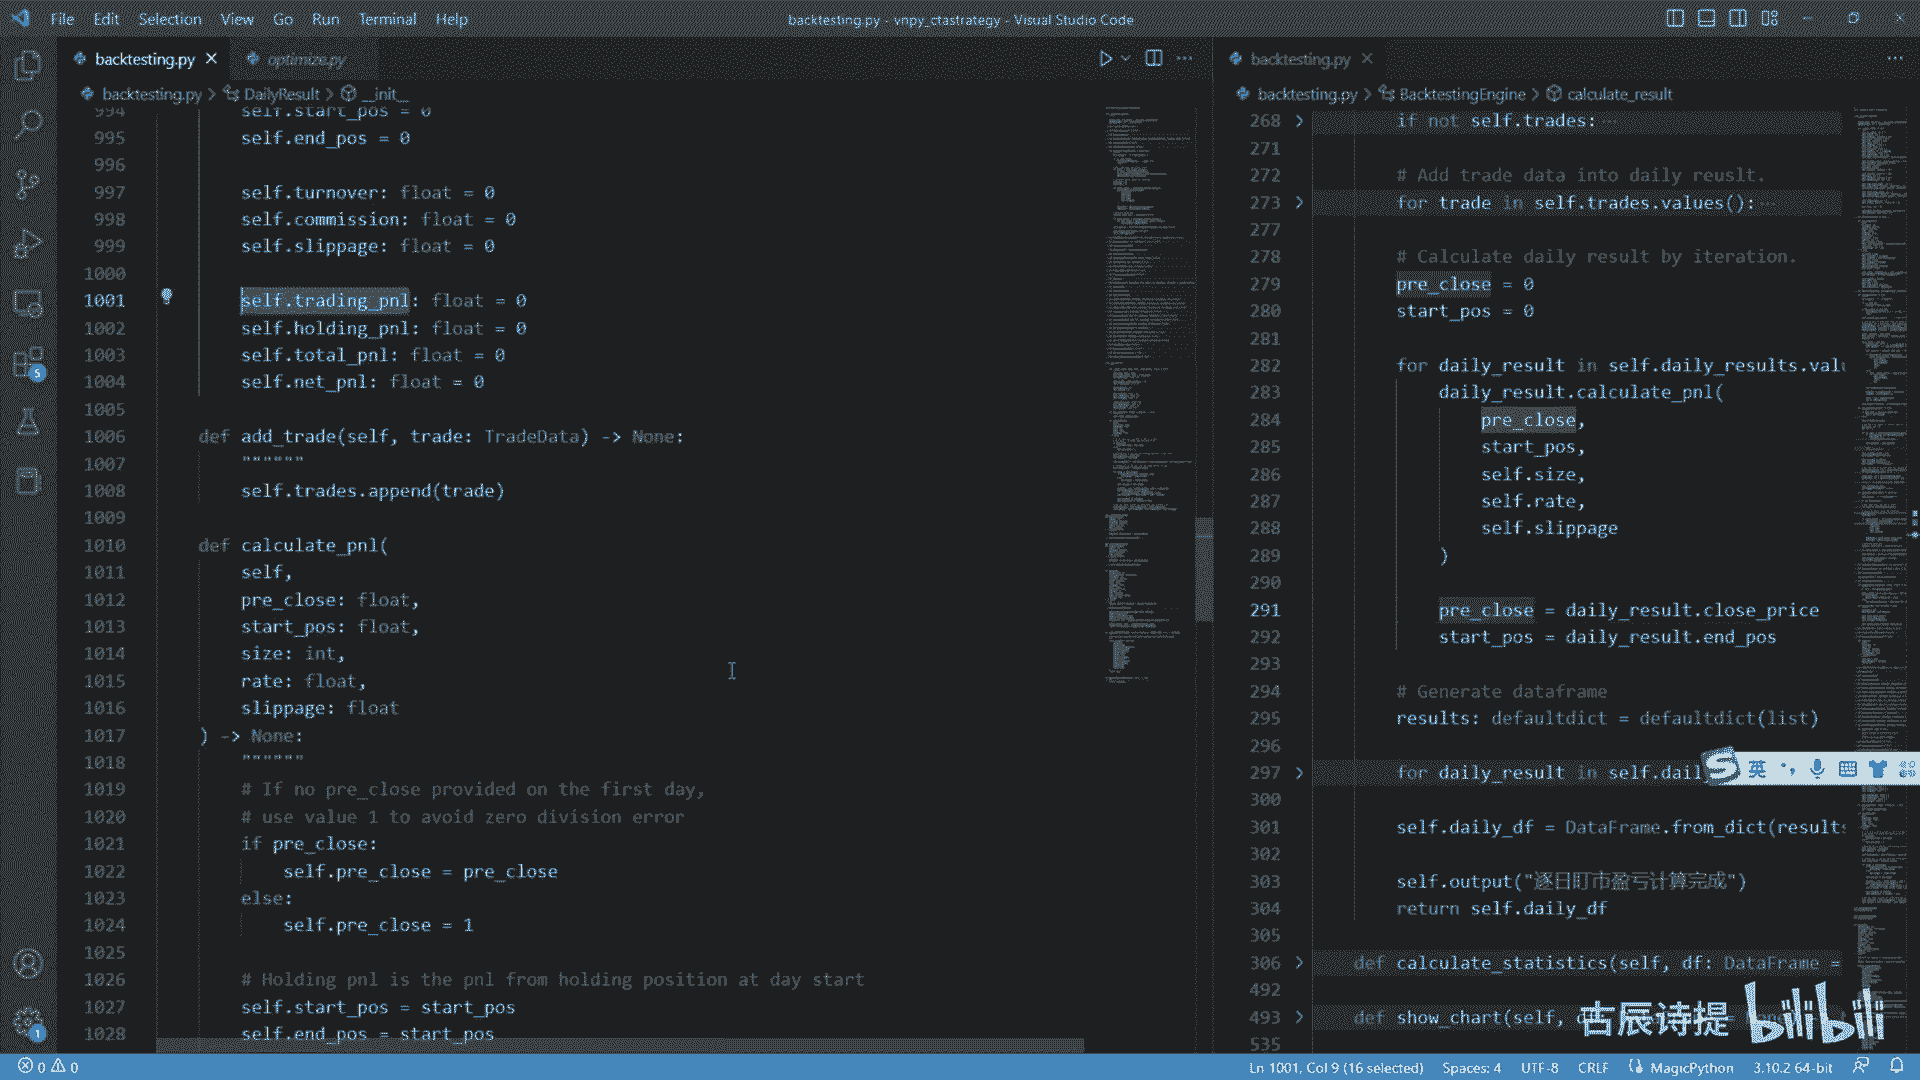 File Edit Selection View Go Run Terminal Help
backtesting.py - vnpy_ctastrategy - Visual Studio Code
backtesting.py
optimize.py
backtesting.py > DailyResult > __init__
994 self.start_pos = 0
995 self.end_pos = 0
996
997 self.turnover: float = 0
998 self.commission: float = 0
999 self.slippage: float = 0
1000
1001 self.trading_pnl: float = 0
1002 self.holding_pnl: float = 0
1003 self.total_pnl: float = 0
1004 self.net_pnl: float = 0
1005
1006 def add_trade(self, trade: TradeData) -> None:
1007 """"""
1008 self.trades.append(trade)
1009
1010 def calculate_pnl(
1011 self,
1012 pre_close: float,
1013 start_pos: float,
1014 size: int,
1015 rate: float,
1016 slippage: float
1017 ) -> None:
1018 """"""
1019 # If no pre_close provided on the first day,
1020 # use value 1 to avoid zero division error
1021 if pre_close:
1022 self.pre_close = pre_close
1023 else:
1024 self.pre_close = 1
1025
1026 # Holding pnl is the pnl from holding position at day start
1027 self.start_pos = start_pos
1028 self.end_pos = start_pos
backtesting.py
backtesting.py > BacktestingEngine > calculate_result
268 if not self.trades:
271
272 # Add trade data into daily reuslt.
273 for trade in self.trades.values():
277
278 # Calculate daily result by iteration.
279 pre_close = 0
280 start_pos = 0
281
282 for daily_result in self.daily_results.valu
283 daily_result.calculate_pnl(
284 pre_close,
285 start_pos,
286 self.size,
287 self.rate,
288 self.slippage
289 )
290
291 pre_close = daily_result.close_price
292 start_pos = daily_result.end_pos
293
294 # Generate dataframe
295 results: defaultdict = defaultdict(list)
296
297 for daily_result in self.dail
300
301 self.daily_df = DataFrame.from_dict(results
302
303 self.output("逐日盯市盈亏计算完成")
304 return self.daily_df
305
306 def calculate_statistics(self, df: DataFrame =
492
493 def show_chart(self, d
535
英
古辰诗提 bilibili
5
1
0 0
Ln 1001, Col 9 (16 selected) Spaces: 4 UTF-8 CRLF MagicPython 3.10.2 64-bit